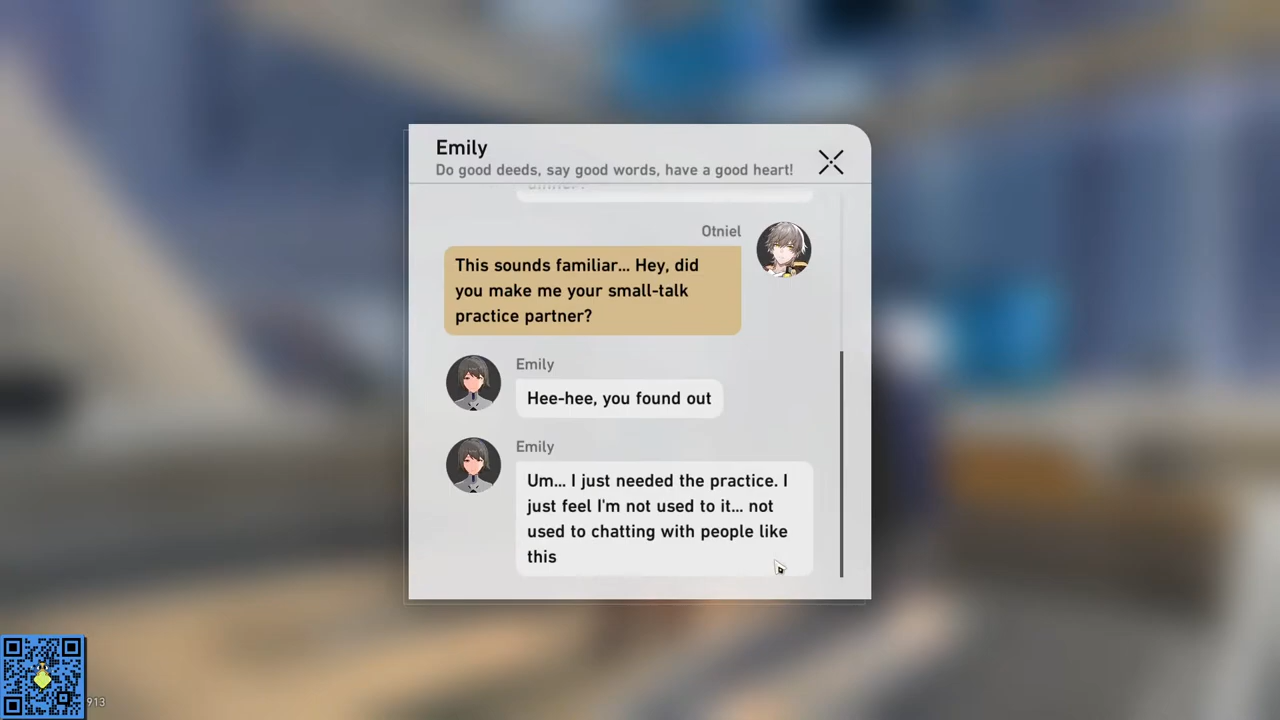 Emily
Do good deeds, say good words, have a good heart!
Otniel
This sounds familiar... Hey, did
you make me your small-talk
practice partner?
Emily
Hee-hee, you found out
Emily
Um... I just needed the practice. I
just feel I'm not used to it... not
used to chatting with people like
this
913